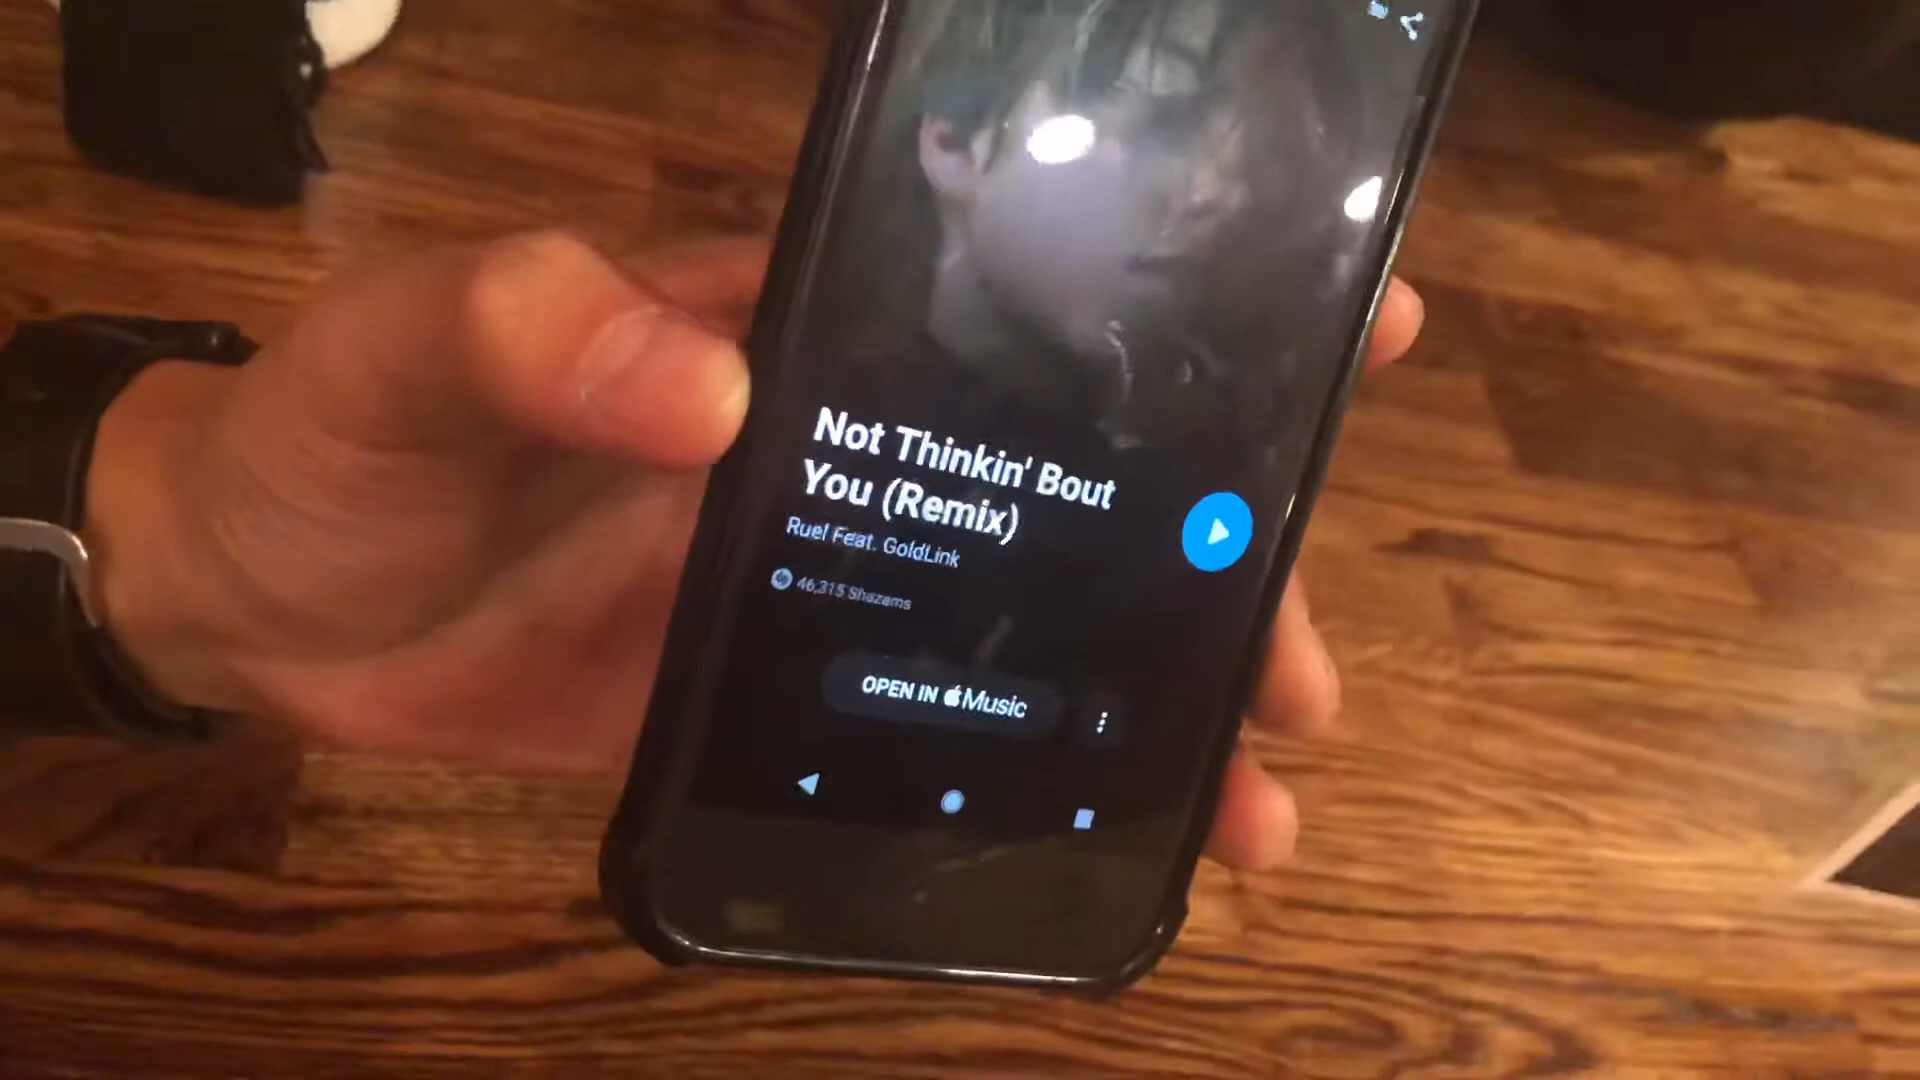 Not Thinkin' Bout
You (Remix)
Ruel Feat. GoldLink
46,315 Shazams
OPEN IN Music